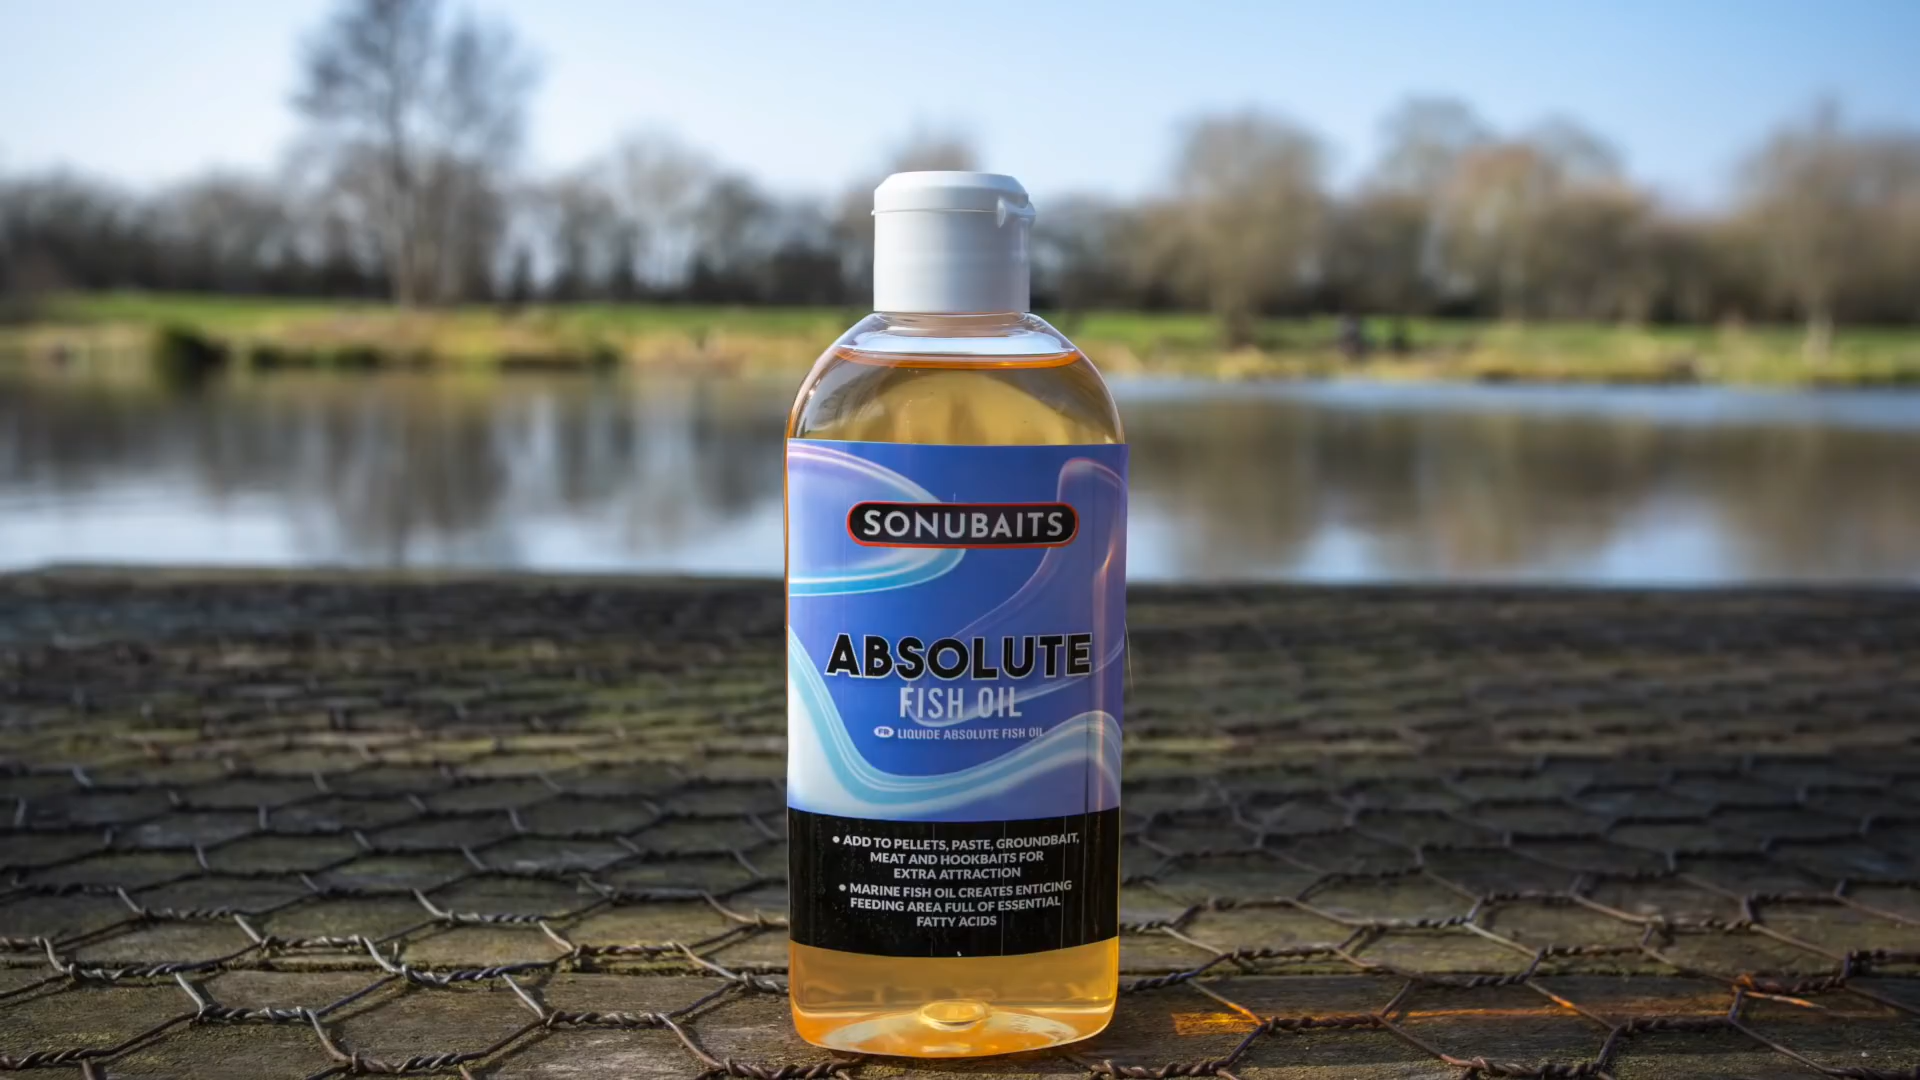 SONUBAITS
ABSOLUTE
FISH OIL
FR LIQUIDE ABSOLUTE FISH OIL
• ADD TO PELLETS, PASTE, GROUNDBAIT,
MEAT AND HOOKBAITS FOR
EXTRA ATTRACTION
• MARINE FISH OIL CREATES ENTICING
FEEDING AREA FULL OF ESSENTIAL
FATTY ACIDS